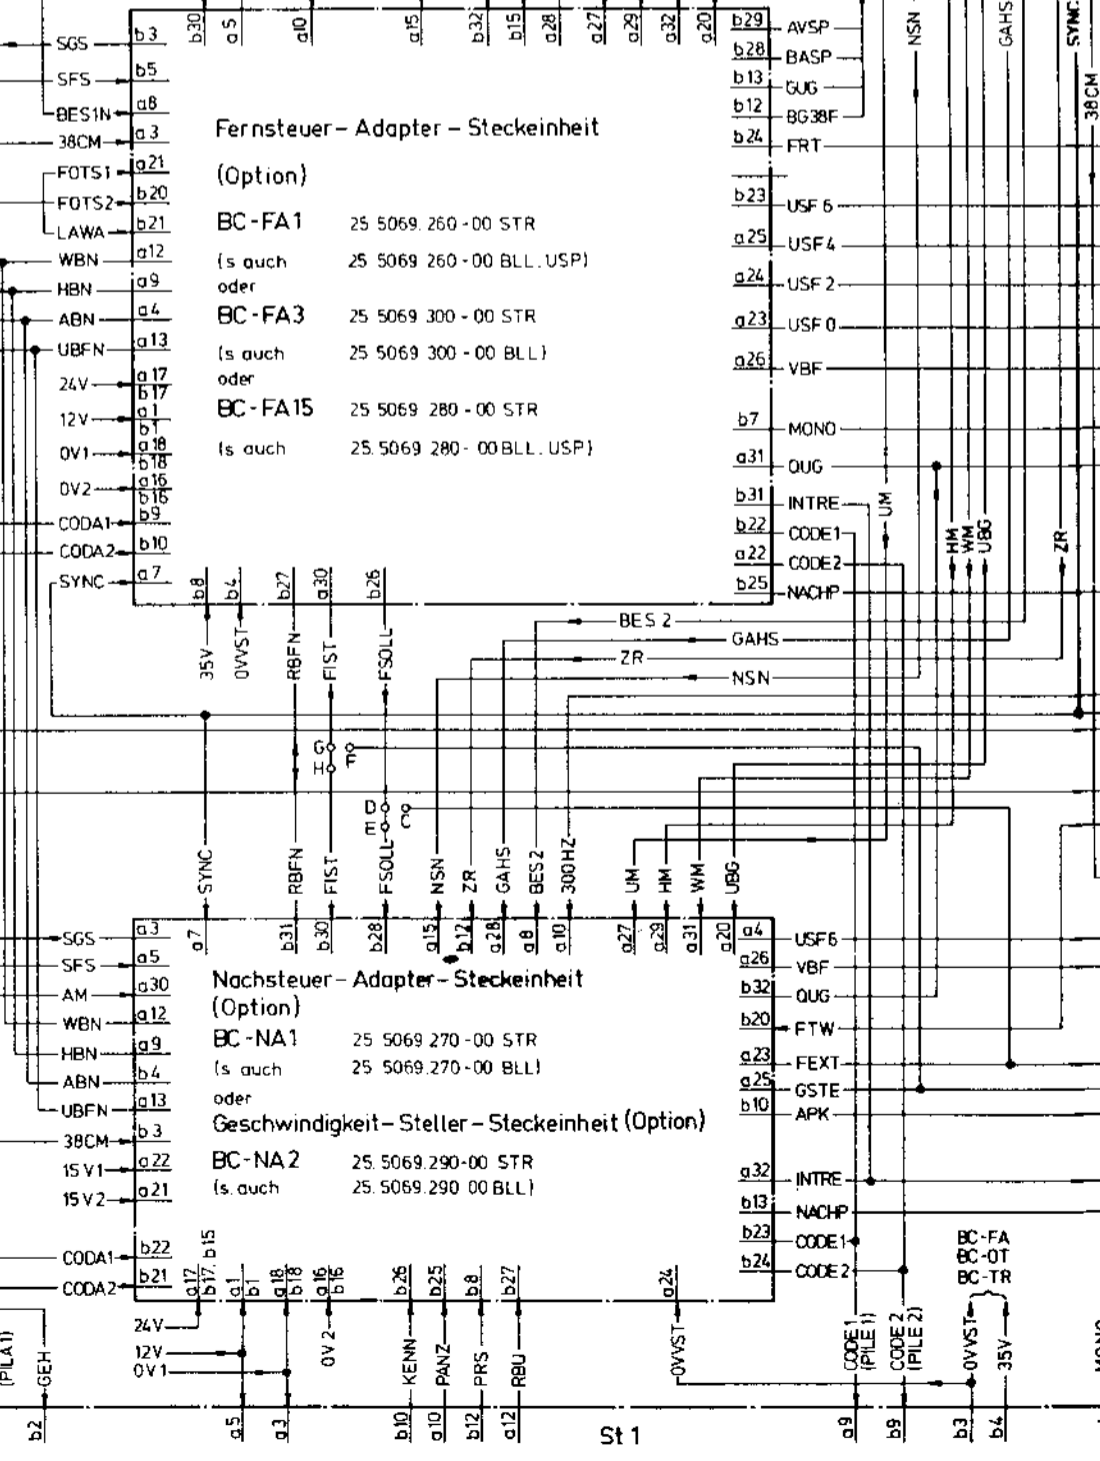 b30
a5
a10
a15
b32
b15
a28
a27
a29
a32
a20
SGS b3
SFS b5
BES1N a8
38CM a3
FOTS1 a21
FOTS2 b20
LAWA b21
WBN a12
HBN a9
ABN a4
UBFN a13
24V a17
b17
12V a1
b1
0V1 a18
b18
0V2 a16
b16
CODA1 b9
CODA2 b10
SYNC a7
Fernsteuer-Adapter-Steckeinheit
(Option)
BC-FA1 25 5069.260-00 STR
(s auch 25 5069 260-00 BLL.USP)
oder
BC-FA3 25 5069 300-00 STR
(s auch 25 5069 300-00 BLL)
oder
BC-FA15 25 5069 280-00 STR
(s auch 25.5069 280-00 BLL.USP)
b29 AVSP
b28 BASP
b13 GUG
b12 BG38F
b24 FRT
b23 USF6
a25 USF4
a24 USF2
a23 USF0
a26 VBF
b7 MONO
a31 QUG
b31 INTRE
b22 CODE1
a22 CODE2
b25 NACHP
NSN
GAHS
SYNC
38CM
UM
HM
WM
UBG
ZR
b8
b4
b27
a30
b26
35V
0VVST
RBFN
FIST
FSOLL
BES 2
GAHS
ZR
NSN
G
H
F
D
E
C
SYNC
RBFN
FIST
FSOLL
NSN
ZR
GAHS
BES2
300HZ
UM
HM
WM
UBG
a7
b31
b30
b28
a15
b12
a28
a8
a10
a27
a29
a31
a20
SGS a3
SFS a5
AM a30
WBN a12
HBN a9
ABN b4
UBFN a13
38CM b3
15V1 a22
15V2 a21
CODA1 b22
CODA2 b21
Nachsteuer-Adapter-Steckeinheit
(Option)
BC-NA1 25 5069 270-00 STR
(s auch 25 5069.270-00 BLL)
oder
Geschwindigkeit-Steller-Steckeinheit (Option)
BC-NA2 25.5069.290-00 STR
(s.auch 25.5069.290 00 BLL)
a4 USF6
a26 VBF
b32 QUG
b20 FTW
a23 FEXT
a25 GSTE
b10 APK
a32 INTRE
b13 NACHP
b23 CODE1
b24 CODE2
a17
b17, b15
a1
b1
a18
b18
a16
b16
b26
b25
b8
b27
a24
24V
12V
0V1
0V2
KENN
PANZ
PRS
RBU
0VVST
BC-FA
BC-OT
BC-TR
CODE1
(PILE 1)
CODE 2
(PILE 2)
0VVST
35V
MONO
(PILA1)
GEH
b2
a5
a3
b10
a10
b12
a12
St 1
a9
b9
b3
b4